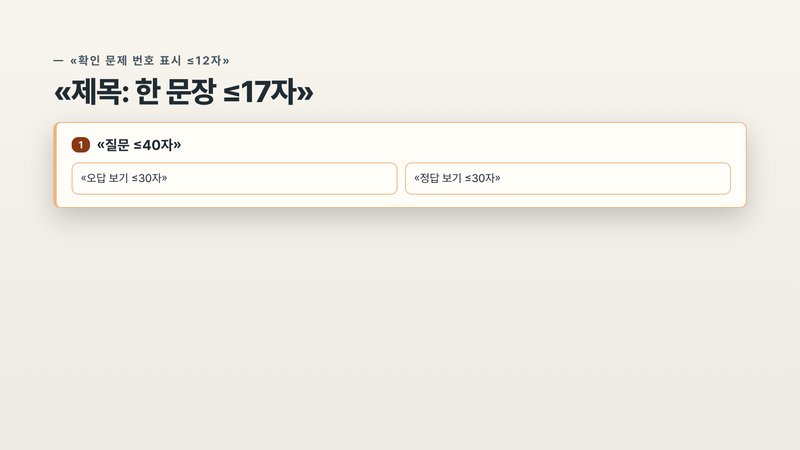 — «확인 문제 번호 표시 ≤12자»
«제목: 한 문장 ≤17자»
1 «질문 ≤40자»
«오답 보기 ≤30자» «정답 보기 ≤30자»